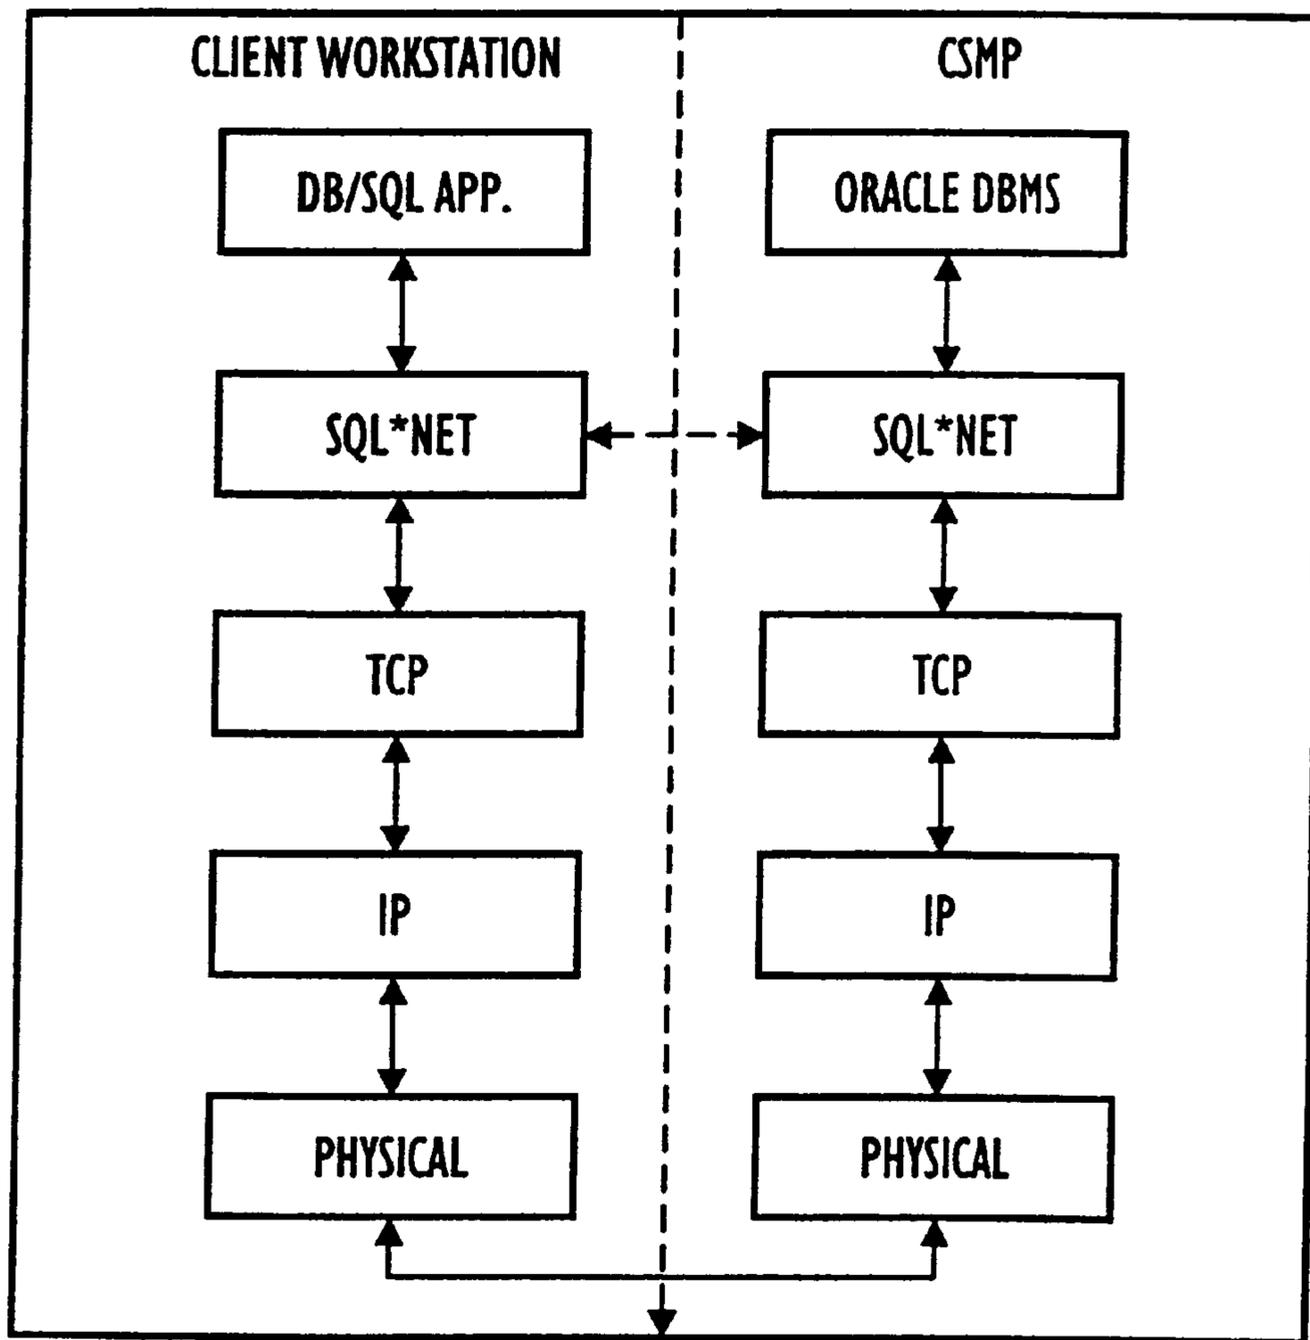 CLIENT WORKSTATION
CSMP
DB/SQL APP.
ORACLE DBMS
SQL*NET
SQL*NET
TCP
TCP
IP
IP
PHYSICAL
PHYSICAL